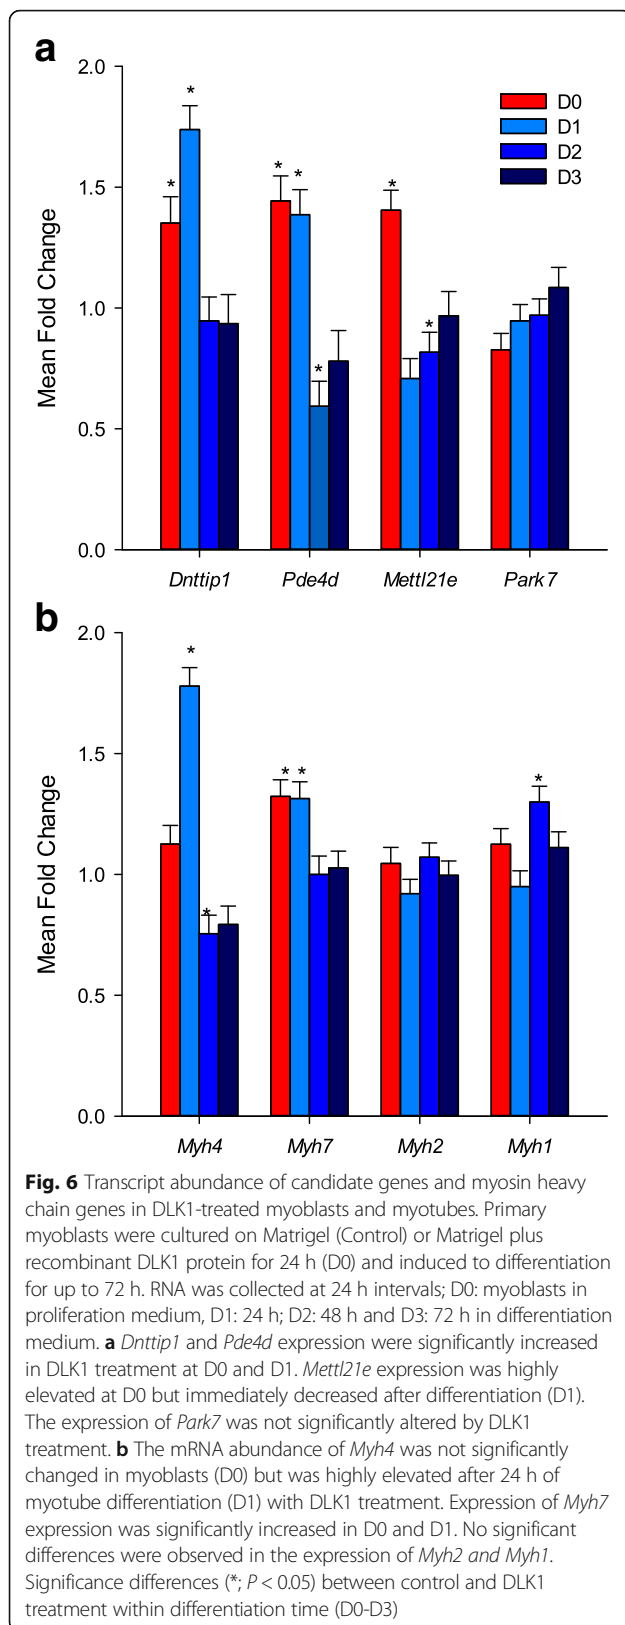 a
2.0
1.5
1.0
0.5
0.0
Mean Fold Change
D0
D1
D2
D3
*
*
*
*
*
*
*
Dnttip1 Pde4d Mettl21e Park7
b
2.0
1.5
1.0
0.5
0.0
Mean Fold Change
*
*
* *
*
Myh4 Myh7 Myh2 Myh1
Fig. 6 Transcript abundance of candidate genes and myosin heavy
chain genes in DLK1-treated myoblasts and myotubes. Primary
myoblasts were cultured on Matrigel (Control) or Matrigel plus
recombinant DLK1 protein for 24 h (D0) and induced to differentiation
for up to 72 h. RNA was collected at 24 h intervals; D0: myoblasts in
proliferation medium, D1: 24 h; D2: 48 h and D3: 72 h in differentiation
medium. a Dnttip1 and Pde4d expression were significantly increased
in DLK1 treatment at D0 and D1. Mettl21e expression was highly
elevated at D0 but immediately decreased after differentiation (D1).
The expression of Park7 was not significantly altered by DLK1
treatment. b The mRNA abundance of Myh4 was not significantly
changed in myoblasts (D0) but was highly elevated after 24 h of
myotube differentiation (D1) with DLK1 treatment. Expression of Myh7
expression was significantly increased in D0 and D1. No significant
differences were observed in the expression of Myh2 and Myh1.
Significance differences (*; P < 0.05) between control and DLK1
treatment within differentiation time (D0-D3)